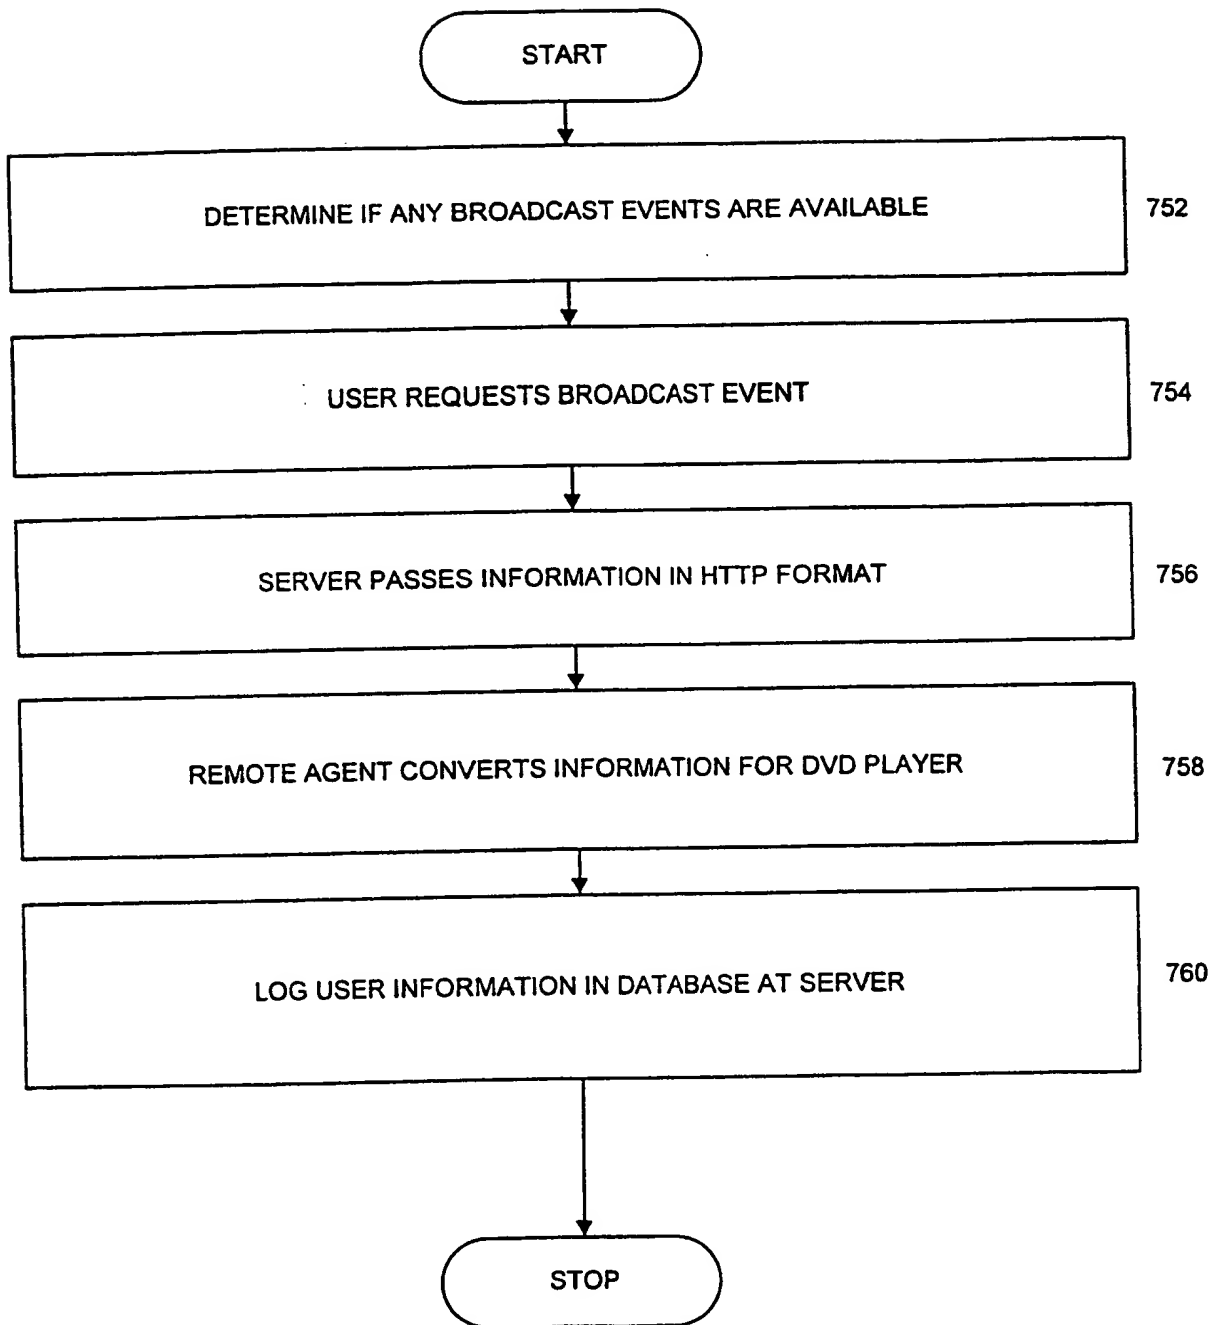 START
DETERMINE IF ANY BROADCAST EVENTS ARE AVAILABLE
752
USER REQUESTS BROADCAST EVENT
754
SERVER PASSES INFORMATION IN HTTP FORMAT
756
REMOTE AGENT CONVERTS INFORMATION FOR DVD PLAYER
758
LOG USER INFORMATION IN DATABASE AT SERVER
760
STOP